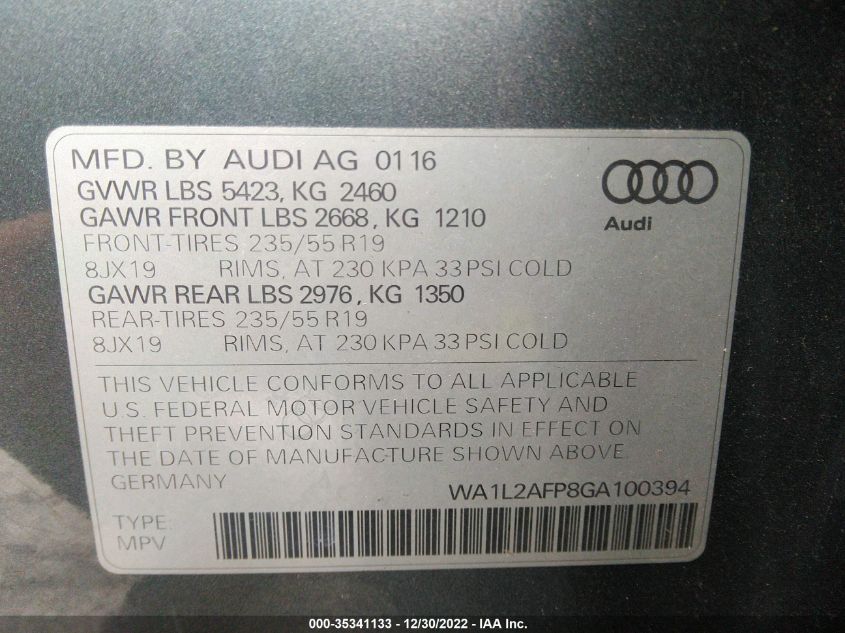 MFD. BY AUDI AG 01 16
GVWR LBS 5423, KG 2460
GAWR FRONT LBS 2668, KG 1210
FRONT-TIRES 235/55 R19
8JX19 RIMS, AT 230 KPA 33 PSI COLD
GAWR REAR LBS 2976, KG 1350
REAR-TIRES 235/55 R19
8JX19 RIMS, AT 230 KPA 33 PSI COLD
Audi
THIS VEHICLE CONFORMS TO ALL APPLICABLE
U.S. FEDERAL MOTOR VEHICLE SAFETY AND
THEFT PREVENTION STANDARDS IN EFFECT ON
THE DATE OF MANUFACTURE SHOWN ABOVE.
GERMANY
WA1L2AFP8GA100394
TYPE:
MPV
000-35341133 - 12/30/2022 - IAA Inc.